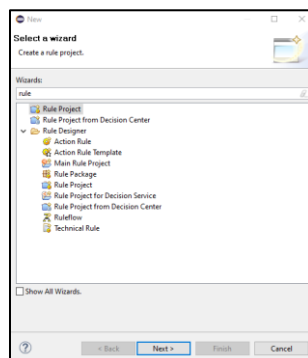 New
Select a wizard
Create a rule project.
Wizards:
rule
Rule Project
Rule Project from Decision Center
Rule Designer
Action Rule
Action Rule Template
Main Rule Project
Rule Package
Rule Project
Rule Project for Decision Service
Rule Project from Decision Center
Ruleflow
Technical Rule
Show All Wizards.
? < Back Next > Finish Cancel